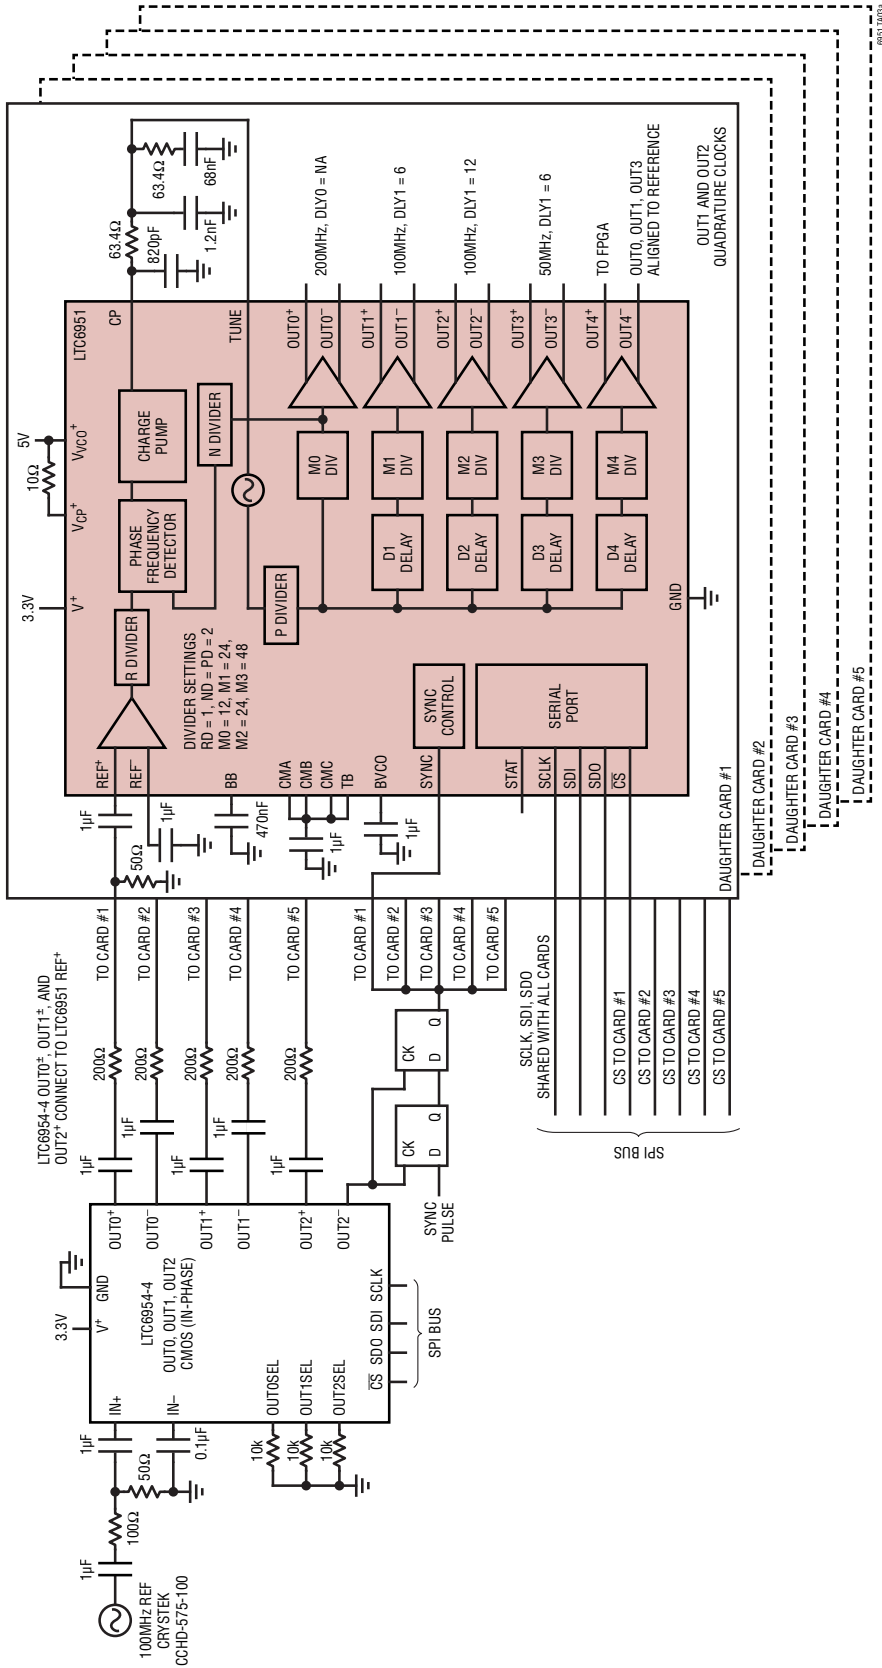 100MHz REF
CRYSTEK
CCHD-575-100
1µF
100Ω
50Ω
1µF
0.1µF
IN+
IN–
10k
10k
10k
OUT0SEL
OUT1SEL
OUT2SEL
3.3V
V+
GND
LTC6954-4
OUT0, OUT1, OUT2
CMOS (IN-PHASE)
CS SDO SDI SCLK
SPI BUS
OUT0+
OUT0–
OUT1+
OUT1–
OUT2+
OUT2–
LTC6954-4 OUT0±, OUT1±, AND
OUT2+ CONNECT TO LTC6951 REF+
1µF
1µF
1µF
1µF
1µF
200Ω
200Ω
200Ω
200Ω
200Ω
TO CARD #1
TO CARD #2
TO CARD #3
TO CARD #4
TO CARD #5
SYNC
PULSE
CK
D
Q
CK
D
Q
TO CARD #1
TO CARD #2
TO CARD #3
TO CARD #4
TO CARD #5
SCLK, SDI, SDO
SHARED WITH ALL CARDS
CS TO CARD #1
CS TO CARD #2
CS TO CARD #3
CS TO CARD #4
CS TO CARD #5
SPI BUS
1µF
50Ω
1µF
470nF
1µF
1µF
REF+
REF–
BB
CMA
CMB
CMC
TB
BVCO
SYNC
STAT
SCLK
SDI
SDO
CS
3.3V
V+
10Ω
5V
VCP+
VVCO+
LTC6951
R DIVIDER
PHASE
FREQUENCY
DETECTOR
CHARGE
PUMP
N DIVIDER
P DIVIDER
DIVIDER SETTINGS
RD = 1, ND = PD = 2
M0 = 12, M1 = 24,
M2 = 24, M3 = 48
SYNC
CONTROL
SERIAL
PORT
M0
DIV
D1
DELAY
M1
DIV
D2
DELAY
M2
DIV
D3
DELAY
M3
DIV
D4
DELAY
M4
DIV
GND
CP
TUNE
OUT0+
OUT0–
OUT1+
OUT1–
OUT2+
OUT2–
OUT3+
OUT3–
OUT4+
OUT4–
63.4Ω
820pF
1.2nF
63.4Ω
68nF
200MHz, DLY0 = NA
100MHz, DLY1 = 6
100MHz, DLY1 = 12
50MHz, DLY1 = 6
TO FPGA
OUT0, OUT1, OUT3
ALIGNED TO REFERENCE
OUT1 AND OUT2
QUADRATURE CLOCKS
DAUGHTER CARD #1
DAUGHTER CARD #2
DAUGHTER CARD #3
DAUGHTER CARD #4
DAUGHTER CARD #5
6951 TA03a